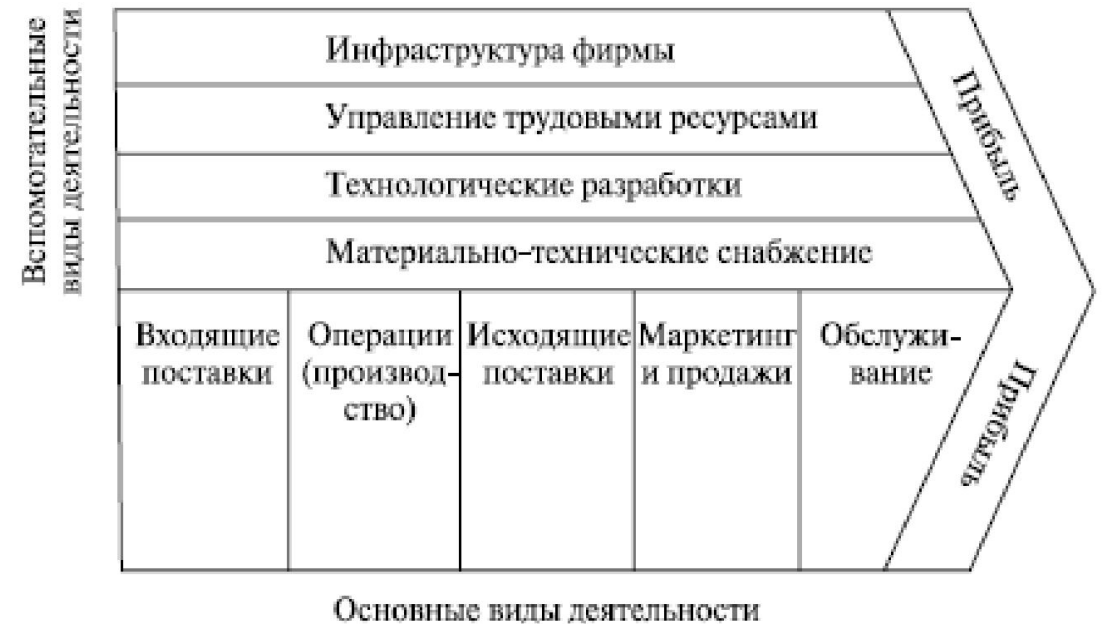 Вспомогательные
виды деятельности
Инфраструктура фирмы
Управление трудовыми ресурсами
Технологические разработки
Материально-технические снабжение
Прибыль
Входящие
поставки
Операции
(производ-
ство)
Исходящие
поставки
Маркетинг
и продажи
Обслужи-
вание
Прибыль
Основные виды деятельности